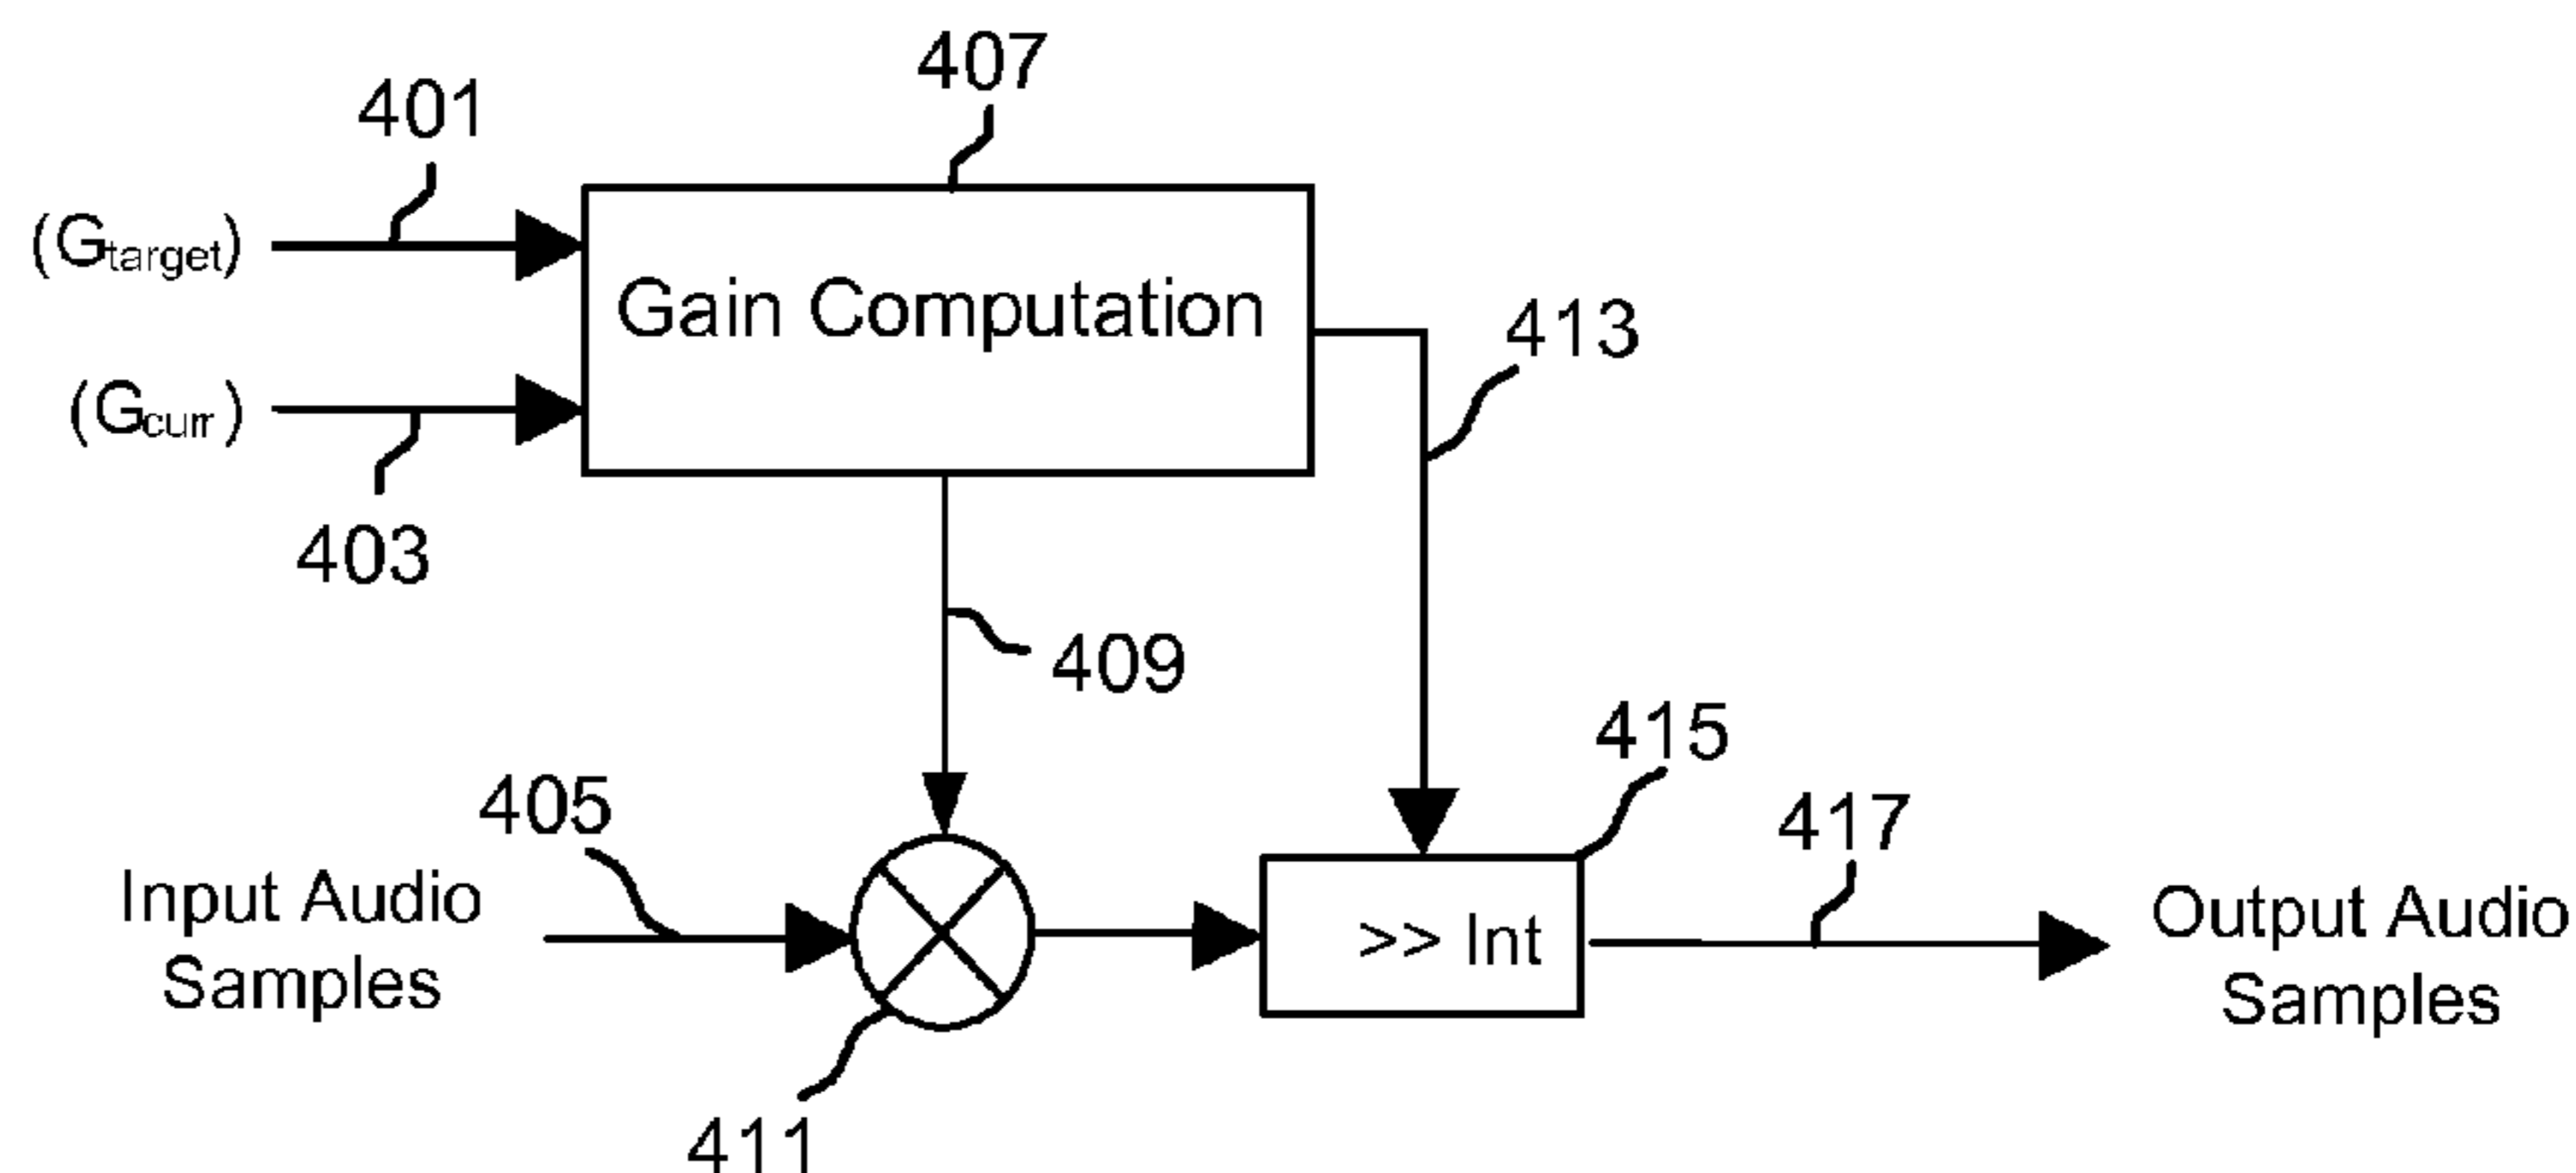 407
401
(Gtarget)
Gain Computation
413
(Gcurr)
403
409
415
405
417
Input Audio
Samples
>> Int
Output Audio
Samples
411